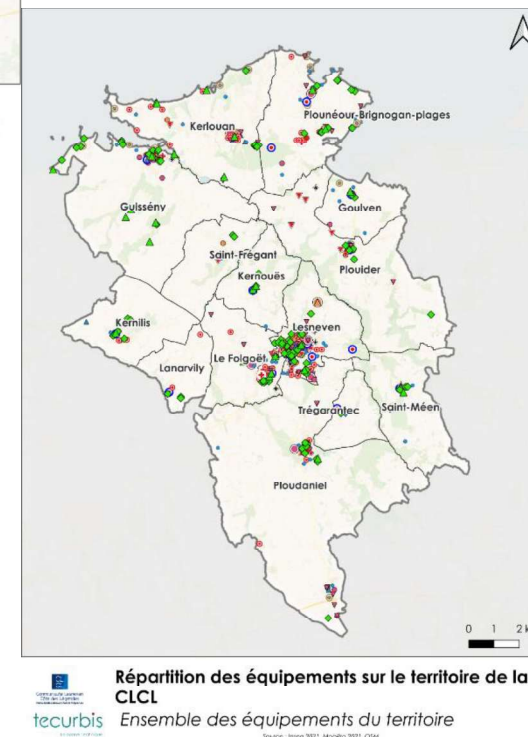 Plounéour-Brignogan-plages
Kerlouan
Guissény
Goulven
Saint-Frégant
Plouider
Kernouës
Kernilis
Lesneven
Le Folgoët
Lanarvily
Trégarantec
Saint-Méen
Ploudaniel
0 1 2 k
Répartition des équipements sur le territoire de la
CLCL
tecurbis
Ensemble des équipements du territoire